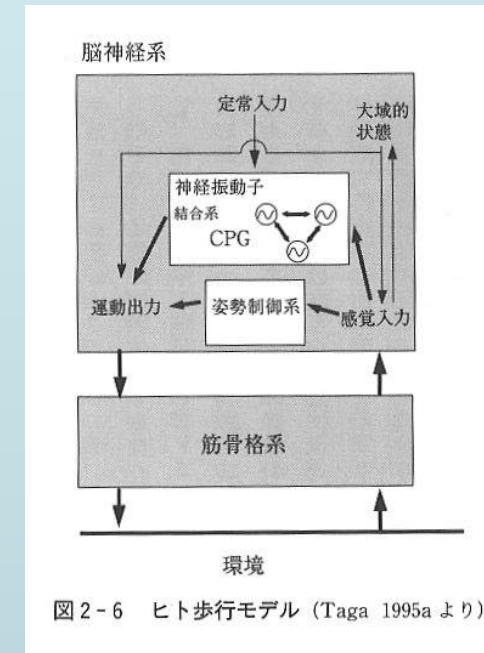 脳神経系
定常入力
大域的
状態
神経振動子
結合系
CPG
運動出力
姿勢制御系
感覚入力
筋骨格系
環境
図2-6 ヒト歩行モデル (Taga 1995a より)